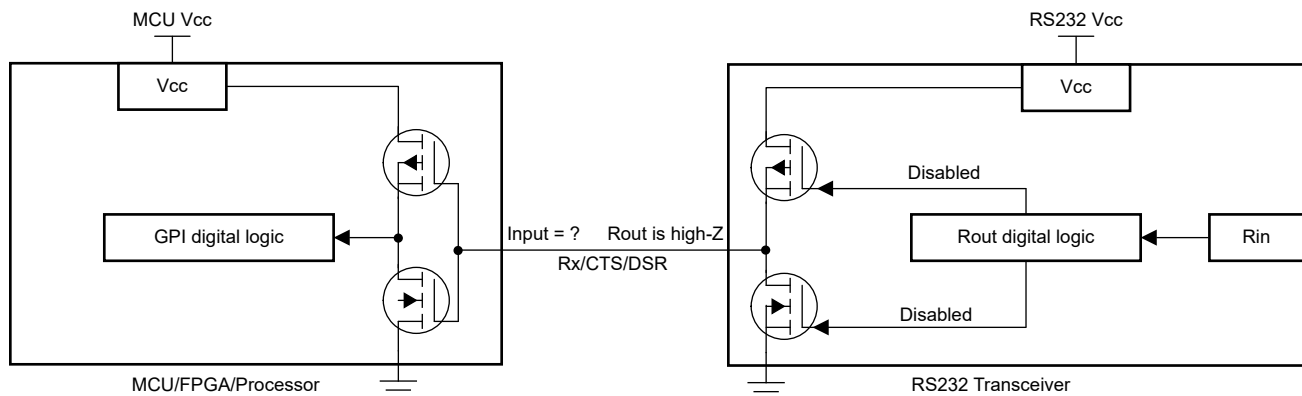 MCU Vcc
RS232 Vcc
Vcc
Vcc
Disabled
GPI digital logic
Input = ?
Rout is high-Z
Rout digital logic
Rin
Rx/CTS/DSR
Disabled
MCU/FPGA/Processor
RS232 Transceiver